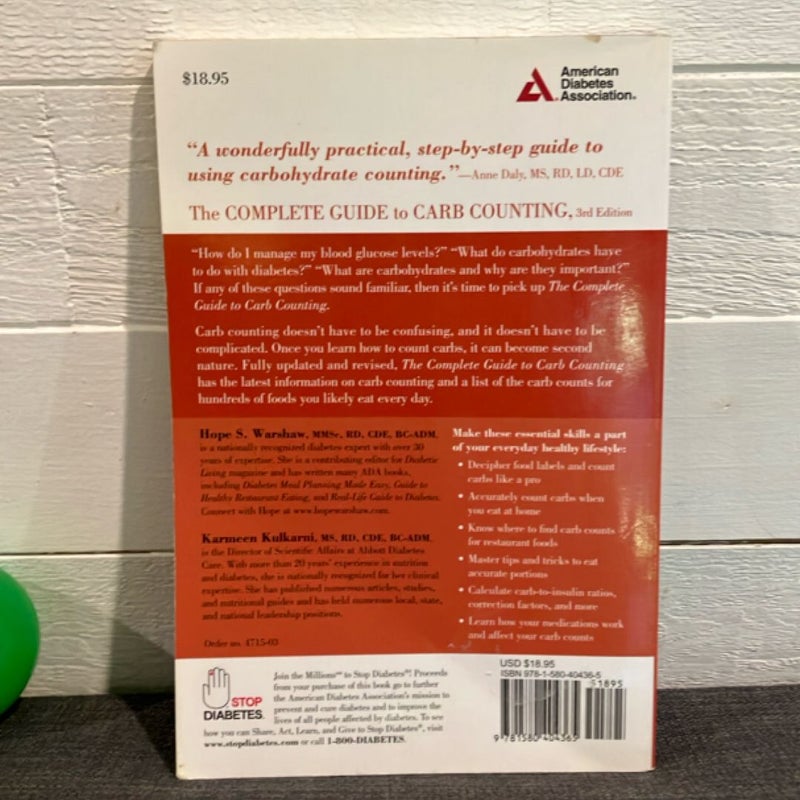 $18.95
American
Diabetes
Association.
“A wonderfully practical, step-by-step guide to
using carbohydrate counting.”—Anne Daly, MS, RD, LD, CDE
The COMPLETE GUIDE to CARB COUNTING, 3rd Edition
“How do I manage my blood glucose levels?” “What do carbohydrates have
to do with diabetes?” “What are carbohydrates and why are they important?”
If any of these questions sound familiar, then it’s time to pick up The Complete
Guide to Carb Counting.
Carb counting doesn’t have to be confusing, and it doesn’t have to be
complicated. Once you learn how to count carbs, it can become second
nature. Fully updated and revised, The Complete Guide to Carb Counting
has the latest information on carb counting and a list of the carb counts for
hundreds of foods you likely eat every day.
Hope S. Warshaw, MMSc, RD, CDE, BC-ADM,
is a nationally recognized diabetes expert with over 30
years of expertise. She is a contributing editor for Diabetic
Living magazine and has written many ADA books,
including Diabetes Meal Planning Made Easy, Guide to
Healthy Restaurant Eating, and Real-Life Guide to Diabetes.
Connect with Hope at www.hopewarshaw.com.
Karmeen Kulkarni, MS, RD, CDE, BC-ADM,
is the Director of Scientific Affairs at Abbott Diabetes
Care. With more than 20 years’ experience in nutrition
and diabetes, she is nationally recognized for her clinical
expertise. She has published numerous articles, studies,
and nutritional guides and has held numerous local, state,
and national leadership positions.
Order no. 4715-03
Make these essential skills a part
of your everyday healthy lifestyle:
• Decipher food labels and count
carbs like a pro
• Accurately count carbs when
you eat at home
• Know where to find carb counts
for restaurant foods
• Master tips and tricks to eat
accurate portions
• Calculate carb-to-insulin ratios,
correction factors, and more
• Learn how your medications work
and affect your carb counts
STOP
DIABETES.
Join the Millions℠ to Stop Diabetes®! Proceeds
from your purchase of this book go to further
the American Diabetes Association’s mission to
prevent and cure diabetes and to improve the
lives of all people affected by diabetes. To see
how you can Share, Act, Learn, and Give to Stop Diabetes®, visit
www.stopdiabetes.com or call 1-800-DIABETES.
USD $18.95
ISBN 978-1-580-40436-5
51895
9 781580 404365